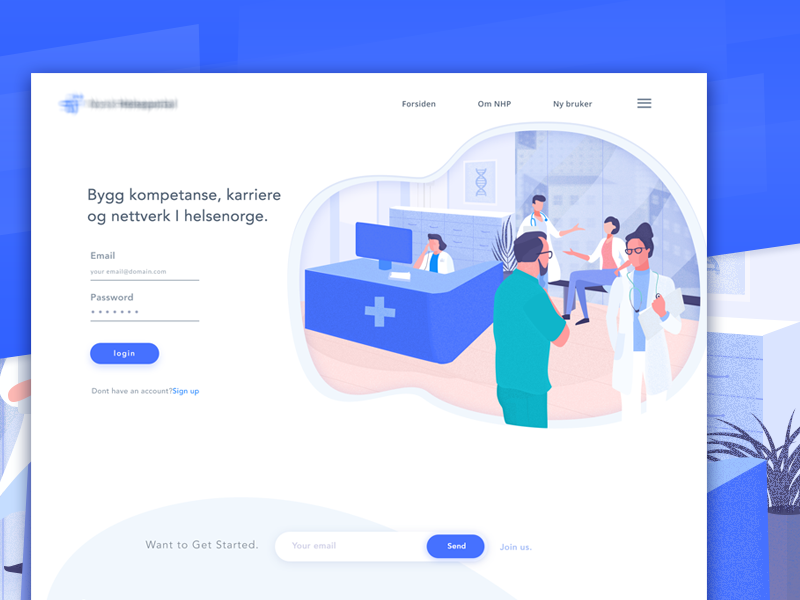 Forsiden
Om NHP
Ny bruker
Bygg kompetanse, karriere
og nettverk I helsenorge.
Email
your email@domain.com
Password
login
Dont have an account?Sign up
Want to Get Started.
Your email
Send
Join us.